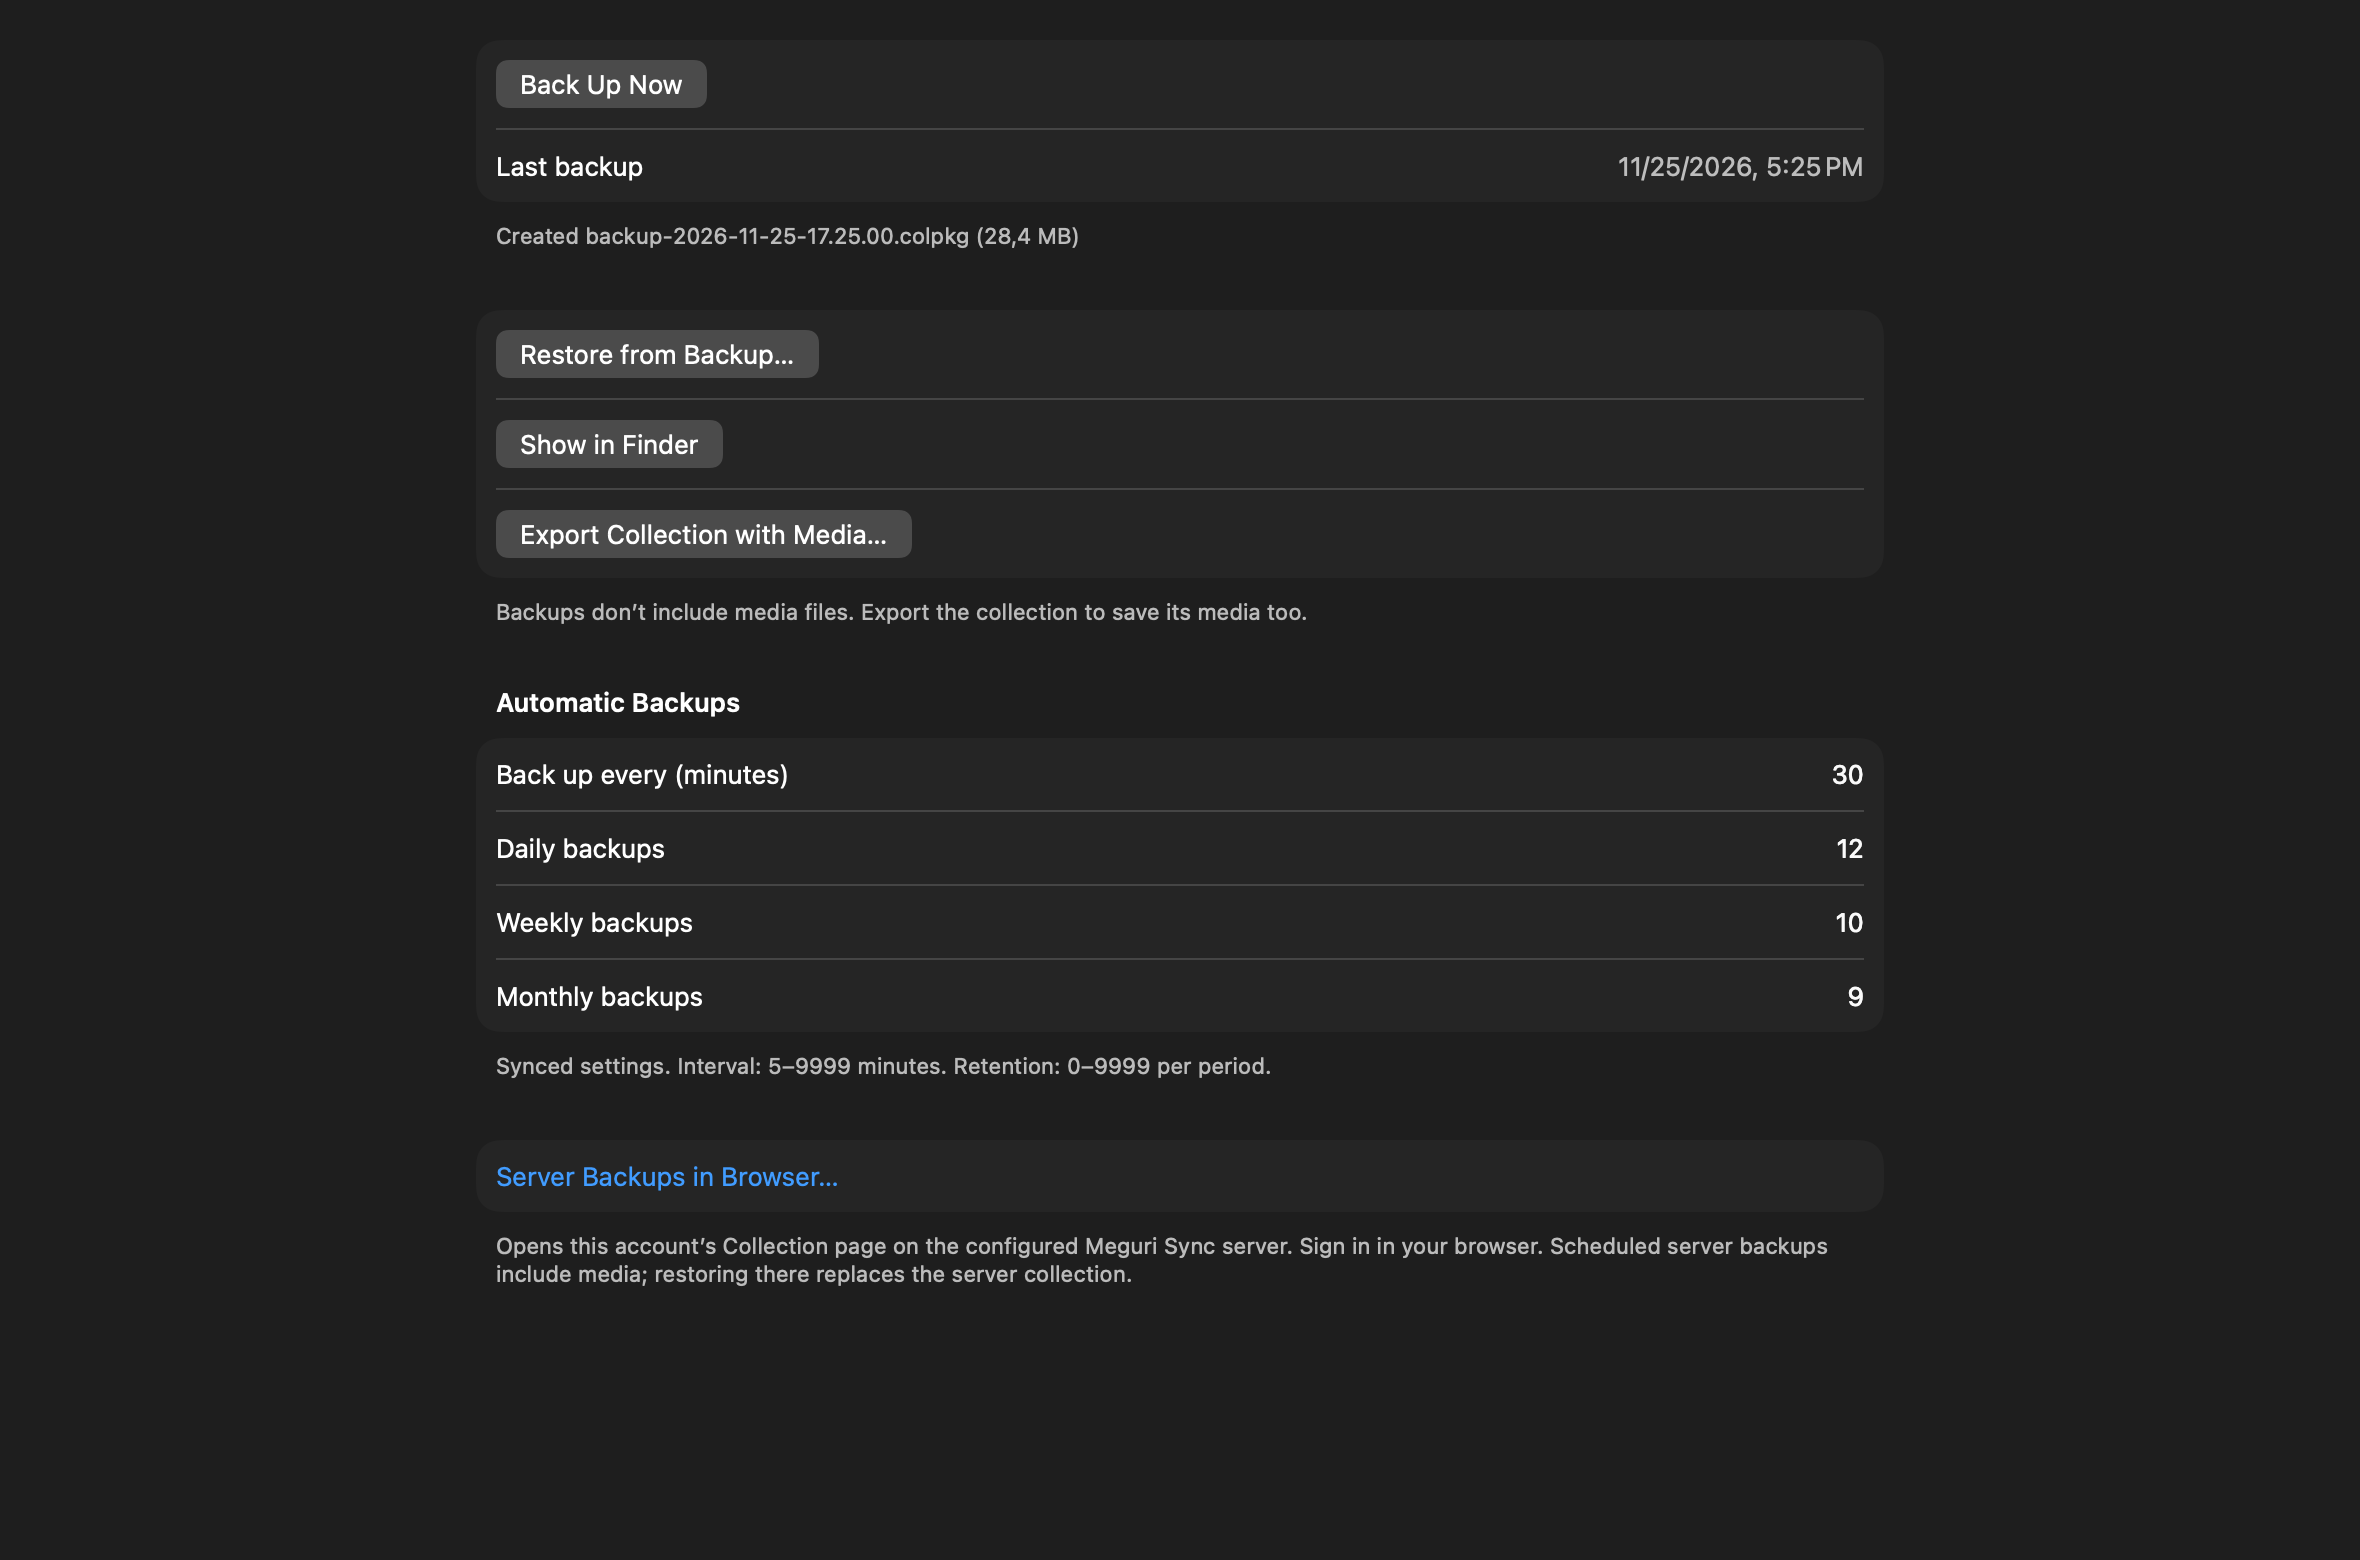 Back Up Now
Last backup 11/25/2026, 5:25 PM
Created backup-2026-11-25-17.25.00.colpkg (28,4 MB)
Restore from Backup...
Show in Finder
Export Collection with Media...
Backups don’t include media files. Export the collection to save its media too.
Automatic Backups
Back up every (minutes) 30
Daily backups 12
Weekly backups 10
Monthly backups 9
Synced settings. Interval: 5–9999 minutes. Retention: 0–9999 per period.
Server Backups in Browser...
Opens this account’s Collection page on the configured Meguri Sync server. Sign in in your browser. Scheduled server backups
include media; restoring there replaces the server collection.